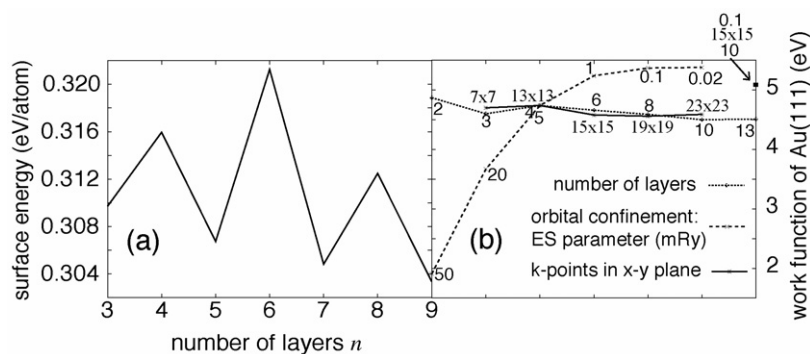 surface energy (eV/atom)
0.320
0.316
0.312
0.308
0.304
(a)
3 4 5 6 7 8 9
number of layers n
0.1
15x15
10
1
0.1
0.02
7x7
13x13
2
3
4
5
6
8
15x15
19x19
23x23
10
13
20
50
(b)
number of layers
orbital confinement:
ES parameter (mRy)
k-points in x-y plane
5
4
3
2
work function of Au(111) (eV)